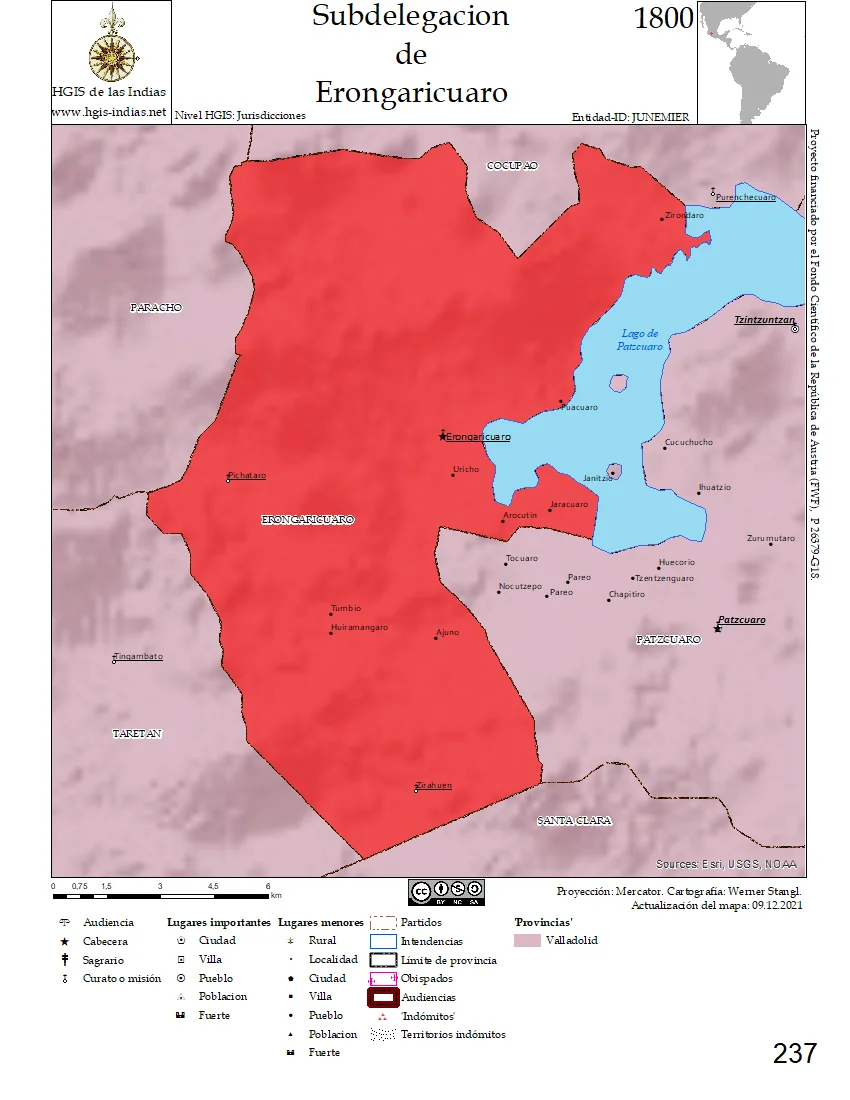 Subdelegacion
de
Erongaricuaro
1800
HGIS de las Indias
www.hgis-indias.net
Nivel HGIS: Jurisdicciones
Entidad-ID: JUNEMIER
Proyecto financiado por el Fondo Científico de la República de Austria (FWF), P 26379-G18.
COCUPAO
Purenchecuaro
Zirondaro
PARACHO
Tzintzuntzan
Lago de
Patzcuaro
Puacuaro
Erongaricuaro
Cucuchucho
Uricho
Pichataro
Janitzio
Ihuatzio
Jaracuaro
Arocutin
ERONGARICUARO
Zurumutaro
Tocuaro
Huecorio
Pareo
Tzentzenguaro
Nocutzepo
Pareo
Chapitiro
Tumbio
Huiramangaro
Ajuno
Patzcuaro
PATZCUARO
Tingambato
TARETAN
Zirahuen
SANTA CLARA
Sources: Esri, USGS, NOAA
0 0,75 1,5 3 4,5 6
km
CC BY NC SA
Proyección: Mercator. Cartografía: Werner Stangl.
Actualización del mapa: 09.12.2021
Audiencia
Cabecera
Sagrario
Curato o misión
Lugares importantes
Ciudad
Villa
Pueblo
Poblacion
Fuerte
Lugares menores
Rural
Localidad
Ciudad
Villa
Pueblo
Poblacion
Fuerte
Partidos
Intendencias
Límite de provincia
Obispados
Audiencias
'Indómitos'
Territorios indómitos
'Provincias'
Valladolid
237